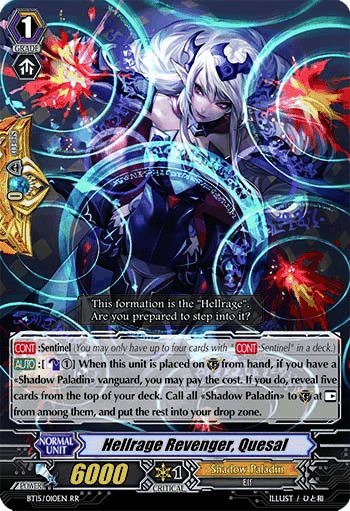 1
GRADE
SHIELD
0
This formation is the "Hellrage".
Are you prepared to step into it?
CONT :Sentinel (You may only have up to four cards with "CONT:Sentinel" in a deck.)
AUTO :[①] When this unit is placed on from hand, if you have a
«Shadow Paladin» vanguard, you may pay the cost. If you do, reveal five
cards from the top of your deck. Call all «Shadow Paladin» to at
from among them, and put the rest into your drop zone.
NORMAL
UNIT
Hellrage Revenger, Quesal
POWER
6000
1
CRITICAL
Shadow Paladin
Elf
BT15/010EN RR
ILLUST / ひと和